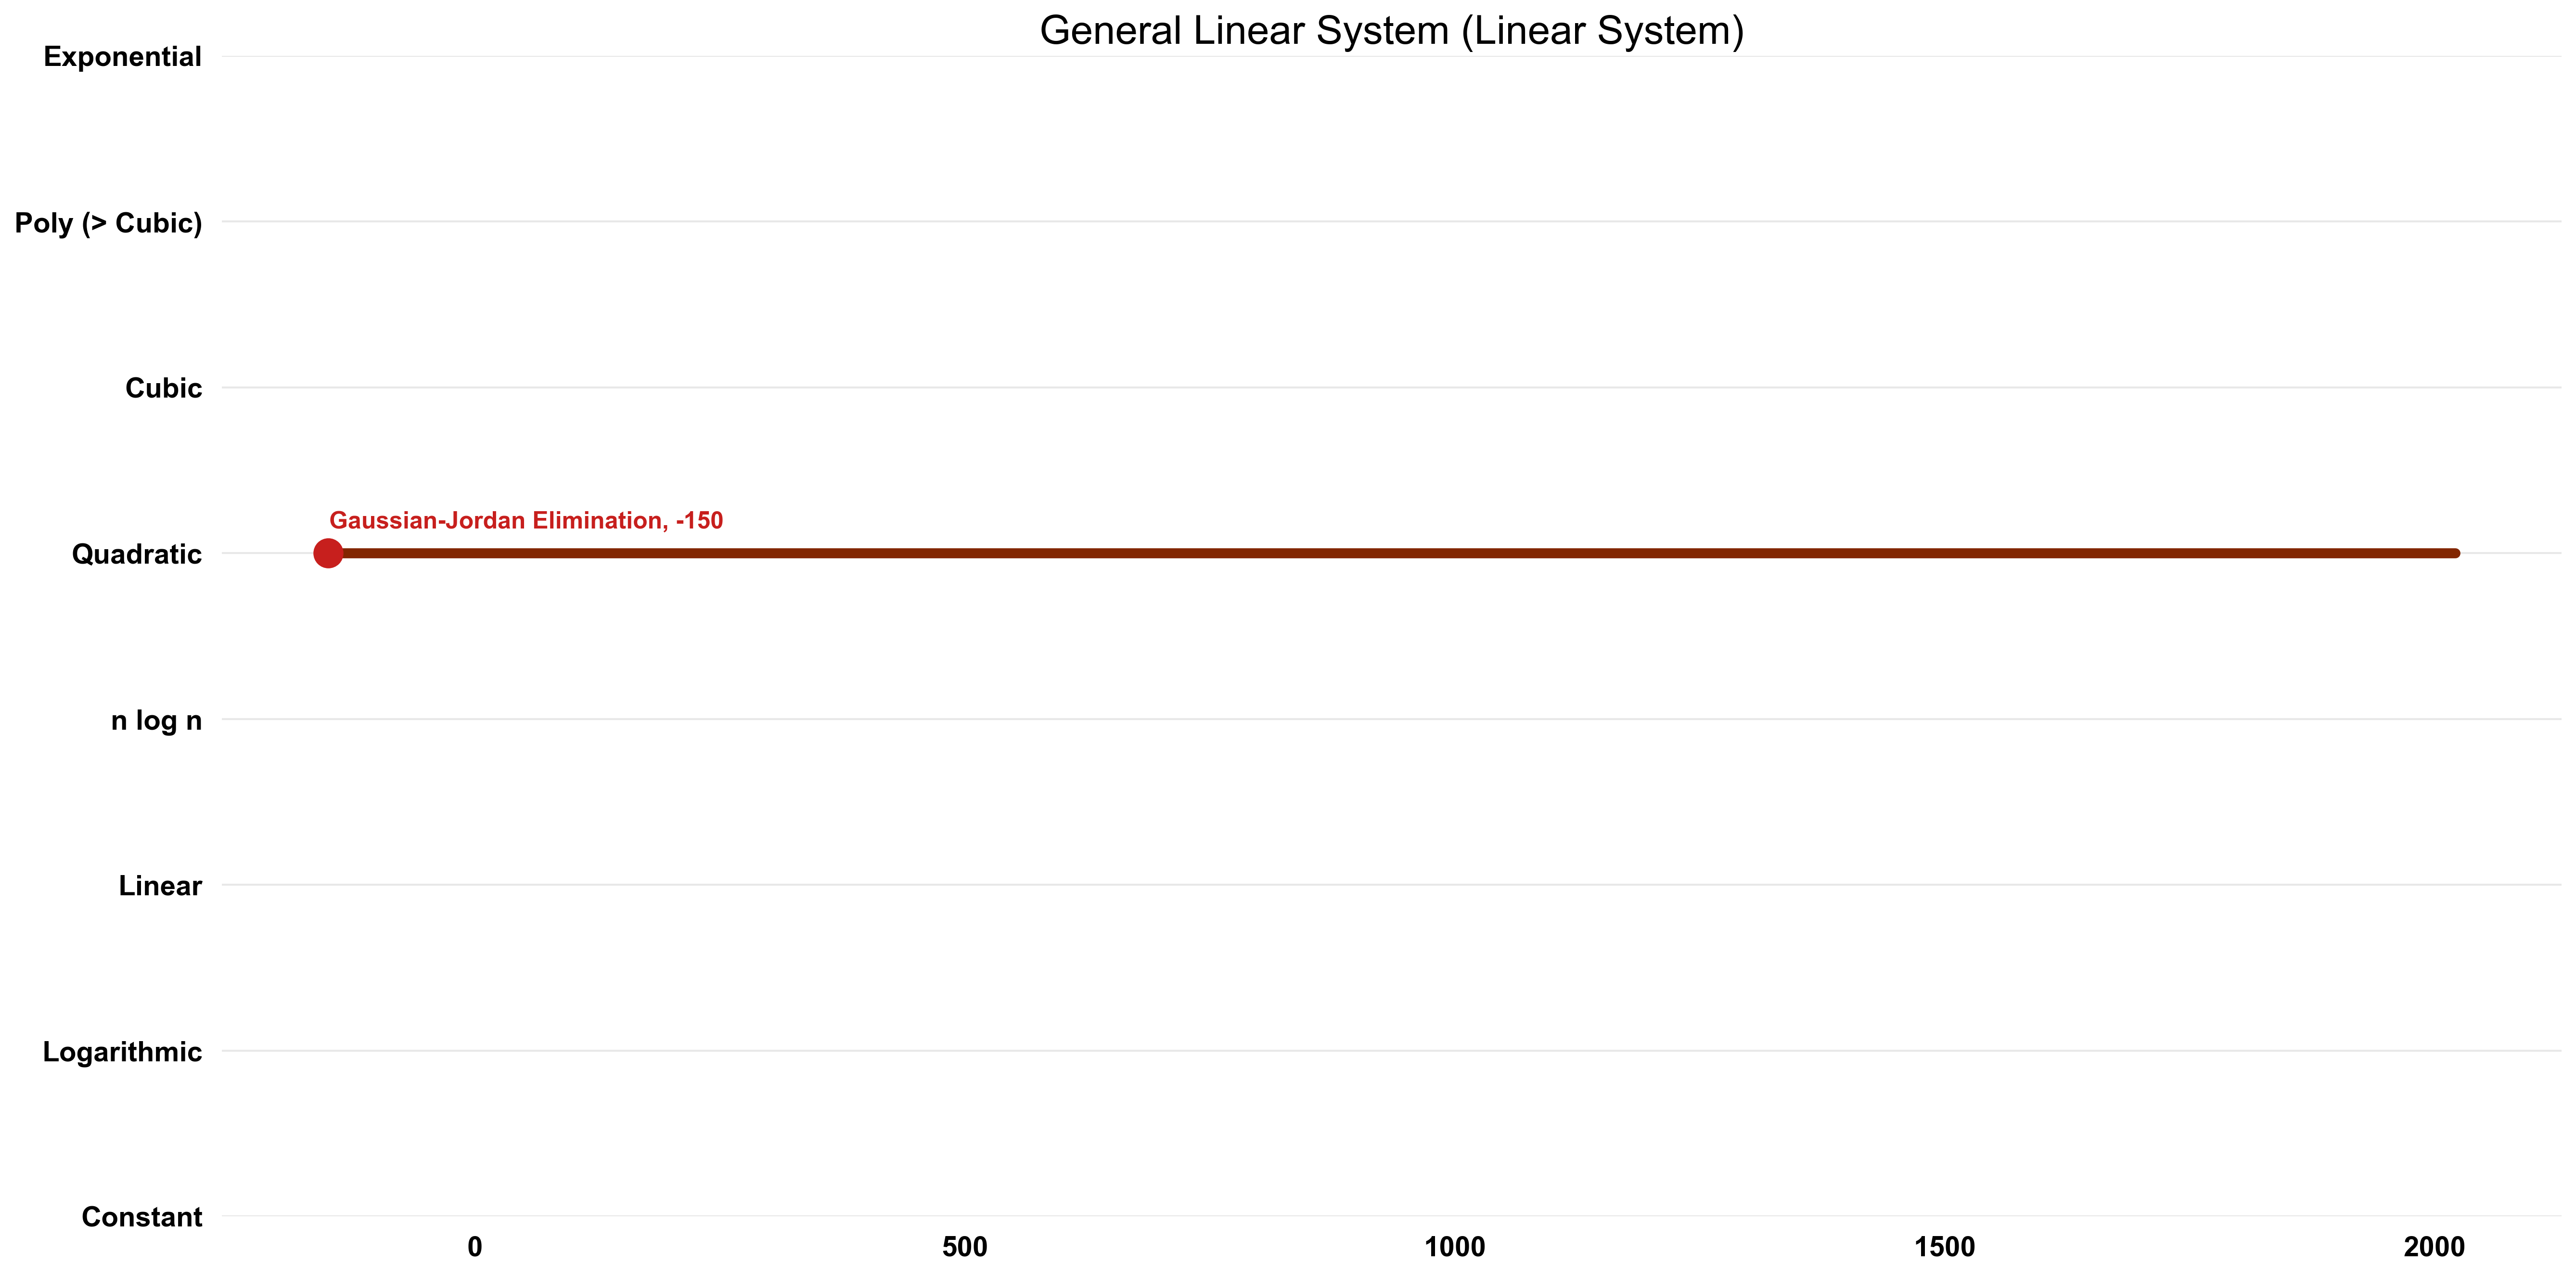 General Linear System (Linear System)
Exponential
Poly (> Cubic)
Cubic
Gaussian-Jordan Elimination, -150
Quadratic
n log n
Linear
Logarithmic
Constant
0 500 1000 1500 2000